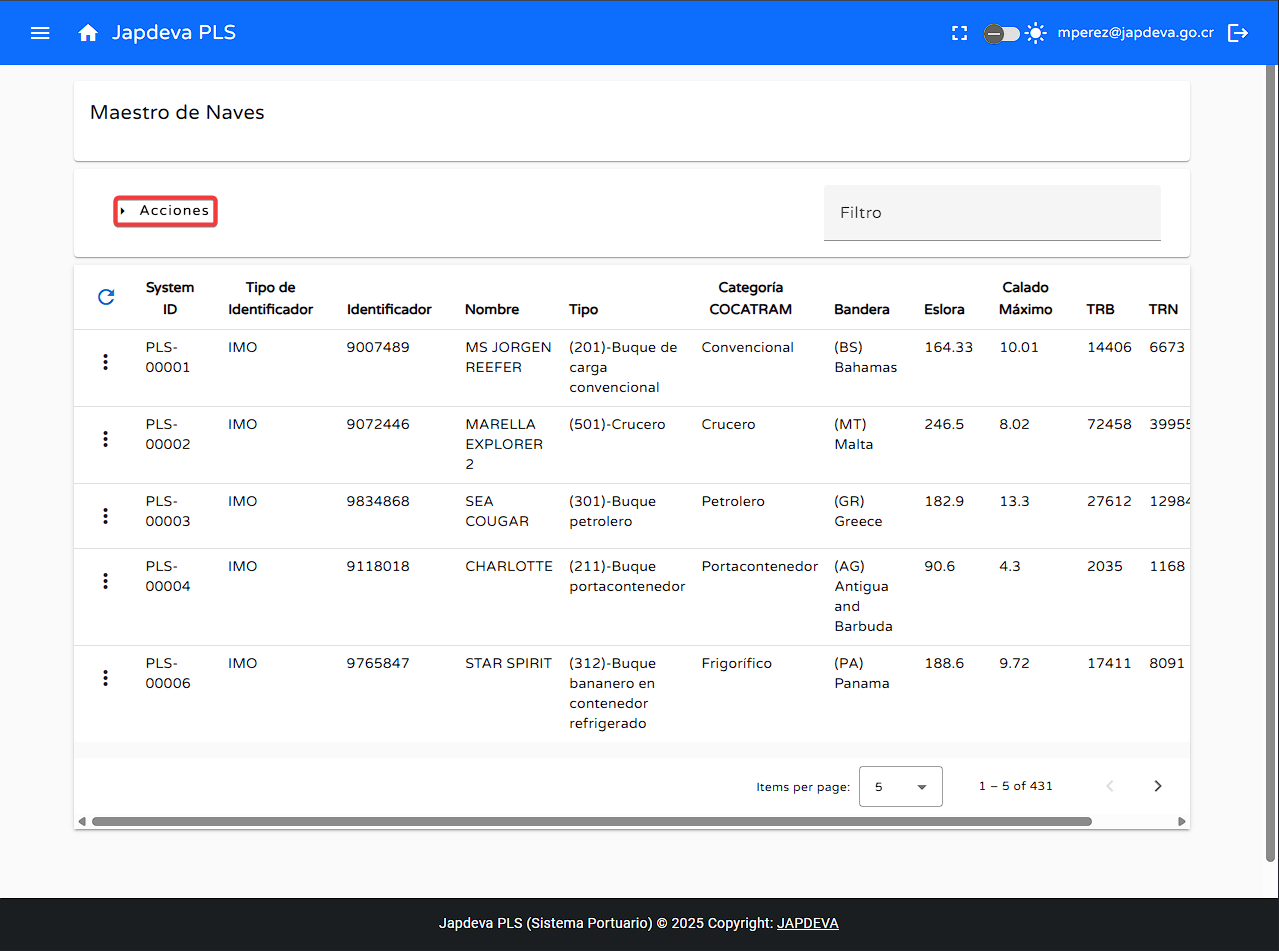 Japdeva PLS
mperez@japdeva.go.cr
Maestro de Naves
Acciones
Filtro
System ID Tipo de Identificador Identificador Nombre Tipo Categoría COCATRAM Bandera Eslora Calado Máximo TRB TRN
PLS-00001 IMO 9007489 MS JORGEN REEFER (201)-Buque de carga convencional Convencional (BS) Bahamas 164.33 10.01 14406 6673
PLS-00002 IMO 9072446 MARELLA EXPLORER 2 (501)-Crucero Crucero (MT) Malta 246.5 8.02 72458 39955
PLS-00003 IMO 9834868 SEA COUGAR (301)-Buque petrolero Petrolero (GR) Greece 182.9 13.3 27612 12984
PLS-00004 IMO 9118018 CHARLOTTE (211)-Buque portacontenedor Portacontenedor (AG) Antigua and Barbuda 90.6 4.3 2035 1168
PLS-00006 IMO 9765847 STAR SPIRIT (312)-Buque bananero en contenedor refrigerado Frigorífico (PA) Panama 188.6 9.72 17411 8091
Items per page: 5 1 – 5 of 431
Japdeva PLS (Sistema Portuario) © 2025 Copyright: JAPDEVA